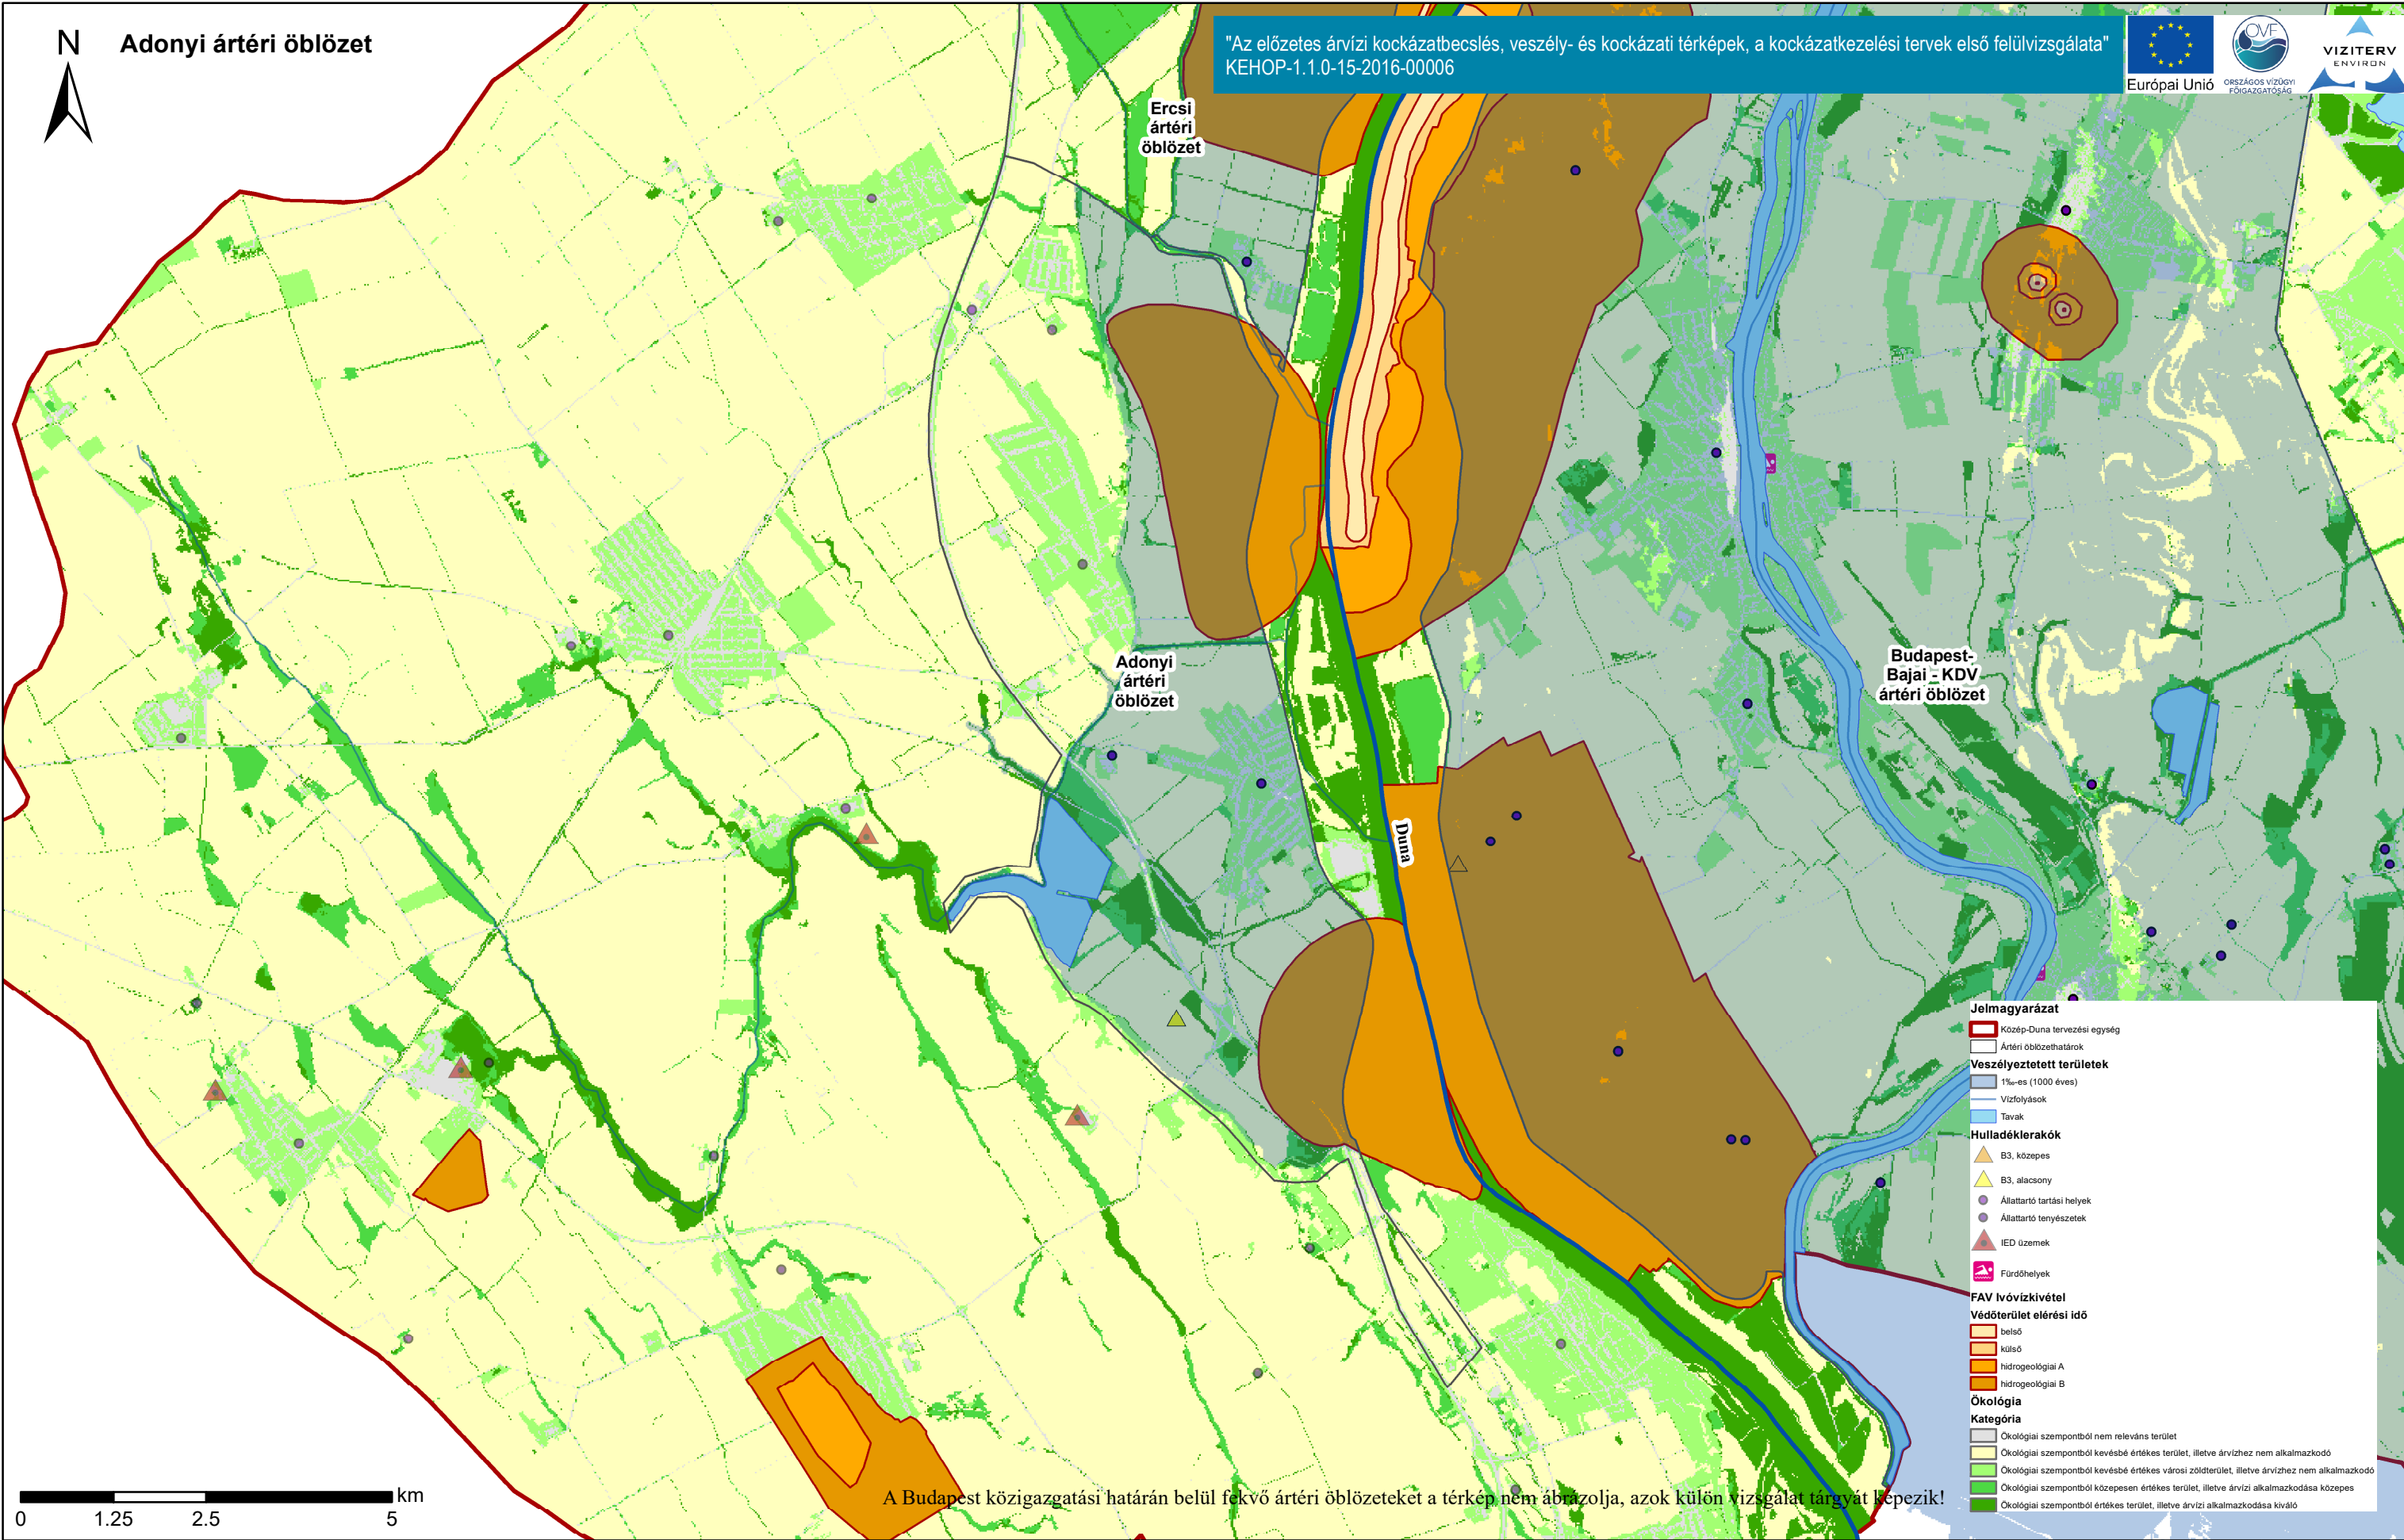 N
Adonyi ártéri öblözet
"Az előzetes árvízi kockázatbecslés, veszély- és kockázati térképek, a kockázatkezelési tervek első felülvizsgálata"
KEHOP-1.1.0-15-2016-00006
Európai Unió
OVF
ORSZÁGOS VÍZÜGYI
FŐIGAZGATÓSÁG
VIZITERV
ENVIRON
Ercsi
ártéri
öblözet
Adonyi
ártéri
öblözet
Budapest-
Bajai - KDV
ártéri öblözet
Duna
Jelmagyarázat
Közép-Duna tervezési egység
Ártéri öblözethatárok
Veszélyeztetett területek
1‰-es (1000 éves)
Vízfolyások
Tavak
Hulladéklerakók
B3, közepes
B3, alacsony
Állattartó tartási helyek
Állattartó tenyészetek
IED üzemek
Fürdőhelyek
FAV Ivóvízkivétel
Védőterület elérési idő
belső
külső
hidrogeológiai A
hidrogeológiai B
Ökológia
Kategória
Ökológiai szempontból nem releváns terület
Ökológiai szempontból kevésbé értékes terület, illetve árvízhez nem alkalmazkodó
Ökológiai szempontból kevésbé értékes városi zöldterület, illetve árvízhez nem alkalmazkodó
Ökológiai szempontból közepesen értékes terület, illetve árvízi alkalmazkodása közepes
Ökológiai szempontból értékes terület, illetve árvízi alkalmazkodása kiváló
km
0 1.25 2.5 5
A Budapest közigazgatási határán belül fekvő ártéri öblözeteket a térkép nem ábrázolja, azok külön vizsgálat tárgyát képezik!